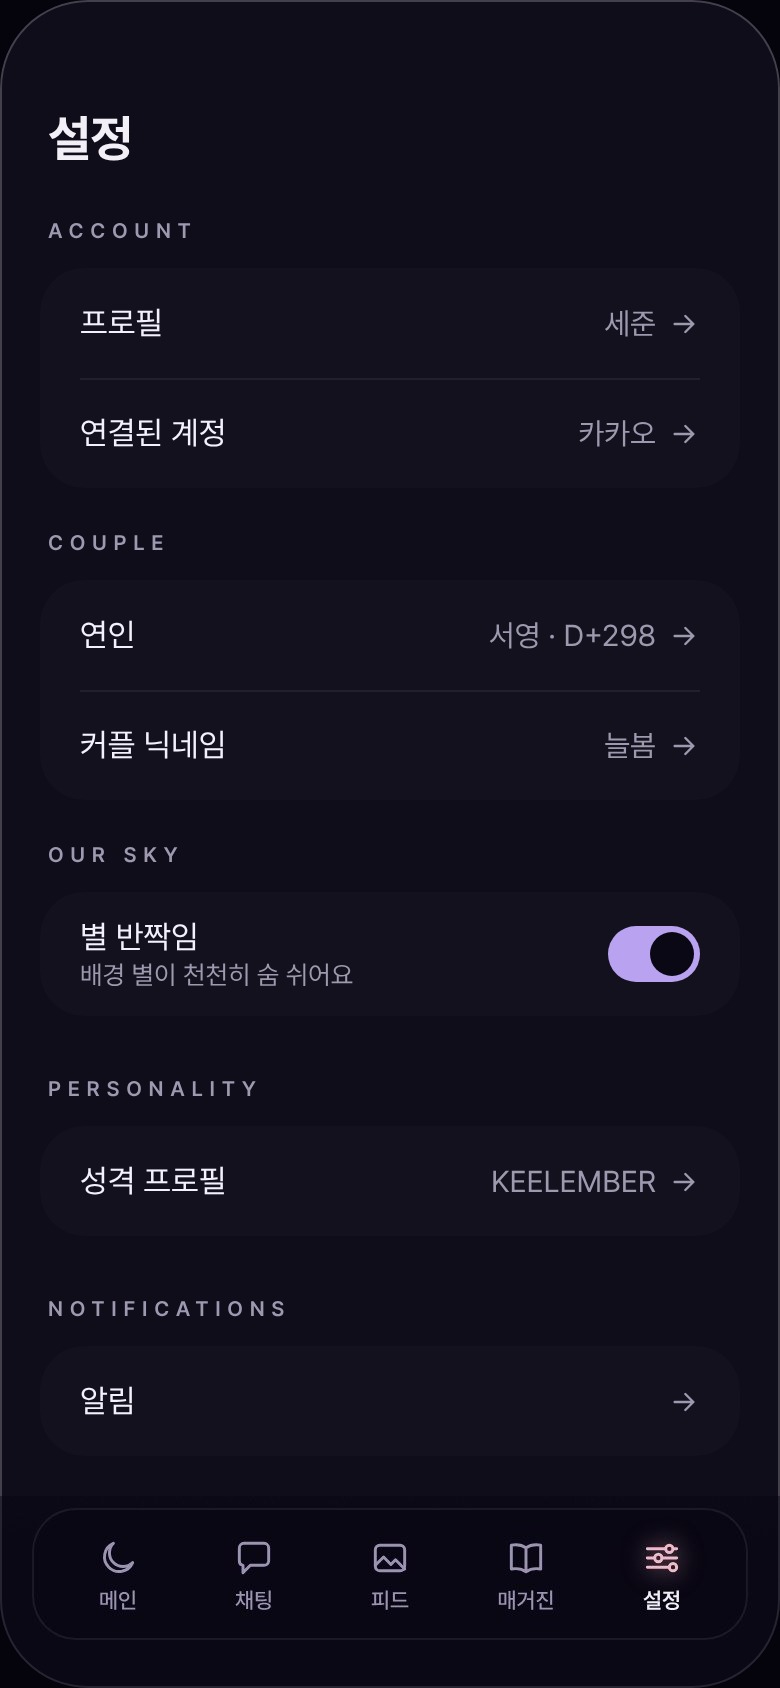 설정
ACCOUNT
프로필 세준 →
연결된 계정 카카오 →
COUPLE
연인 서영 · D+298 →
커플 닉네임 늘봄 →
OUR SKY
별 반짝임
배경 별이 천천히 숨 쉬어요
PERSONALITY
성격 프로필 KEELEMBER →
NOTIFICATIONS
알림 →
메인 채팅 피드 매거진 설정